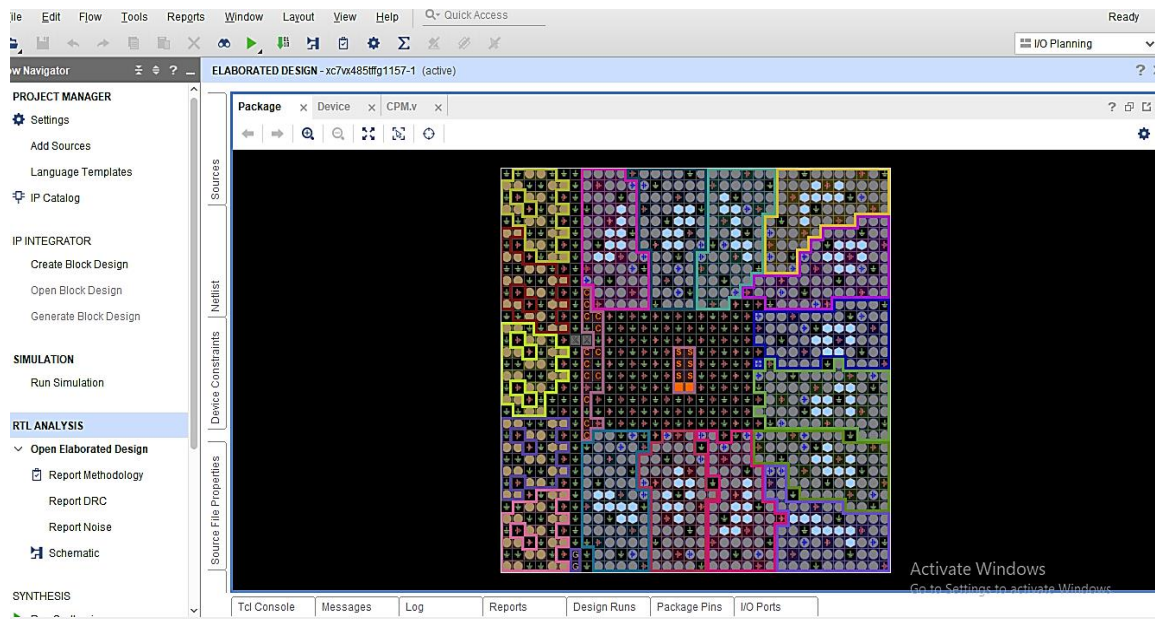 ile Edit Flow Tools Reports Window Layout View Help Quick Access Ready
I/O Planning
ow Navigator ? ELABORATED DESIGN - xc7vx485tffg1157-1 (active) ?
PROJECT MANAGER
Settings
Add Sources
Language Templates
IP Catalog
IP INTEGRATOR
Create Block Design
Open Block Design
Generate Block Design
SIMULATION
Run Simulation
RTL ANALYSIS
Open Elaborated Design
Report Methodology
Report DRC
Report Noise
Schematic
SYNTHESIS
Sources
Netlist
Device Constraints
Source File Properties
Package Device CPM.v ?
Activate Windows
Go to Settings to activate Windows.
Tcl Console Messages Log Reports Design Runs Package Pins I/O Ports